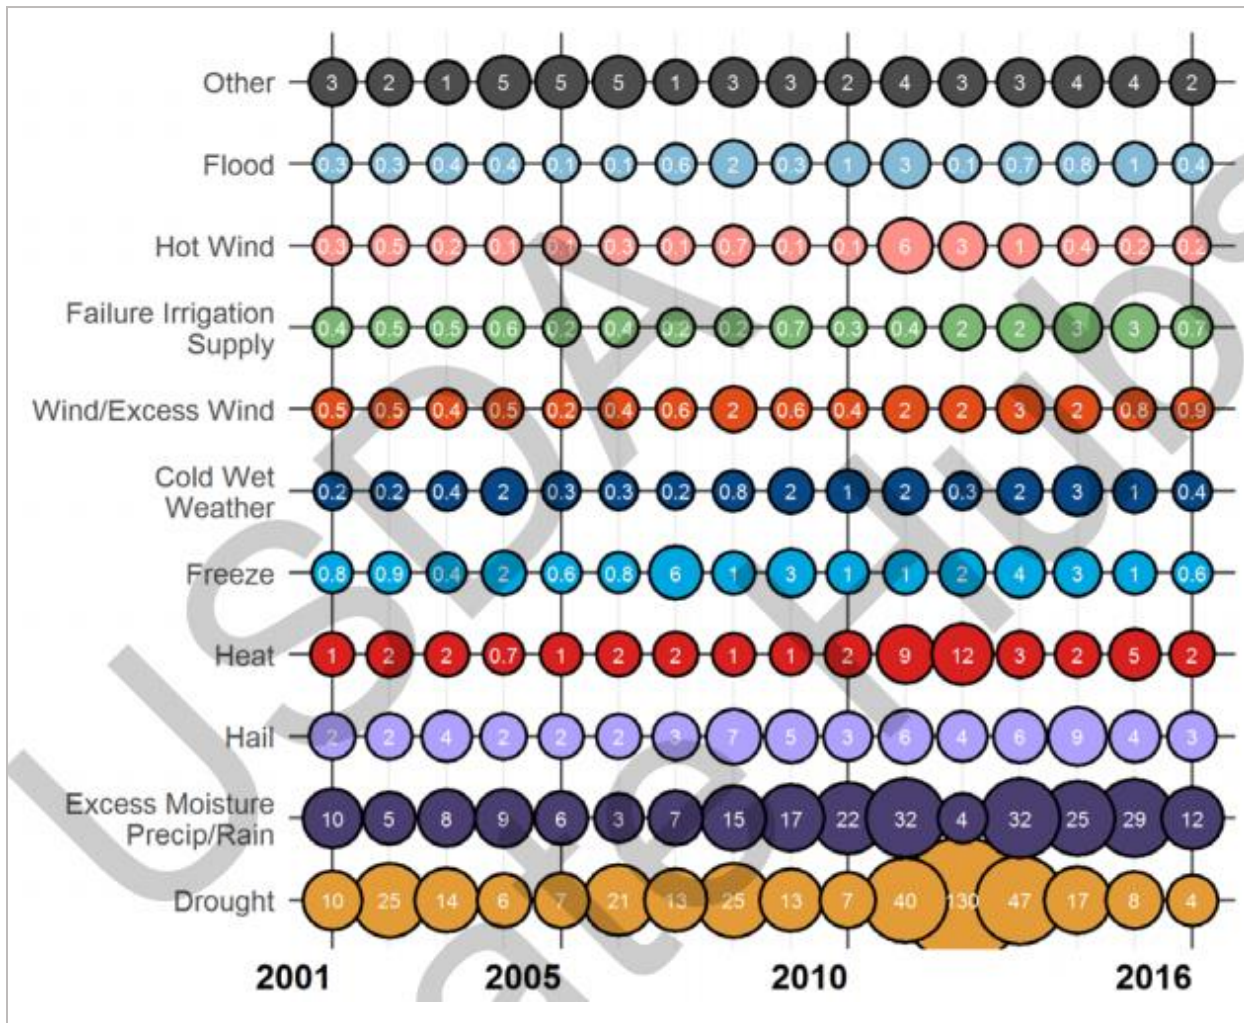 Other 3 2 1 5 5 5 1 3 3 2 4 3 3 4 4 2
Flood 0.3 0.3 0.4 0.4 0.1 0.1 0.6 2 0.3 1 3 0.1 0.7 0.8 1 0.4
Hot Wind 0.3 0.5 0.2 0.1 0.1 0.3 0.1 0.7 0.1 0.1 6 3 1 0.4 0.2 0.2
Failure Irrigation
Supply 0.4 0.5 0.5 0.6 0.2 0.4 0.2 0.2 0.7 0.3 0.4 2 2 3 3 0.7
Wind/Excess Wind 0.5 0.5 0.4 0.5 0.2 0.4 0.6 2 0.6 0.4 2 2 3 2 0.8 0.9
Cold Wet
Weather 0.2 0.2 0.4 2 0.3 0.3 0.2 0.8 2 1 2 0.3 2 3 1 0.4
Freeze 0.8 0.9 0.4 2 0.6 0.8 6 1 3 1 1 2 4 3 1 0.6
Heat 1 2 2 0.7 1 2 2 1 1 2 9 12 3 2 5 2
Hail 2 2 4 2 2 2 3 7 5 3 6 4 6 9 4 3
Excess Moisture
Precip/Rain 10 5 8 9 6 3 7 15 17 22 32 4 32 25 29 12
Drought 10 25 14 6 7 21 13 25 13 7 40 130 47 17 8 4
2001 2005 2010 2016
USDA
Hubs